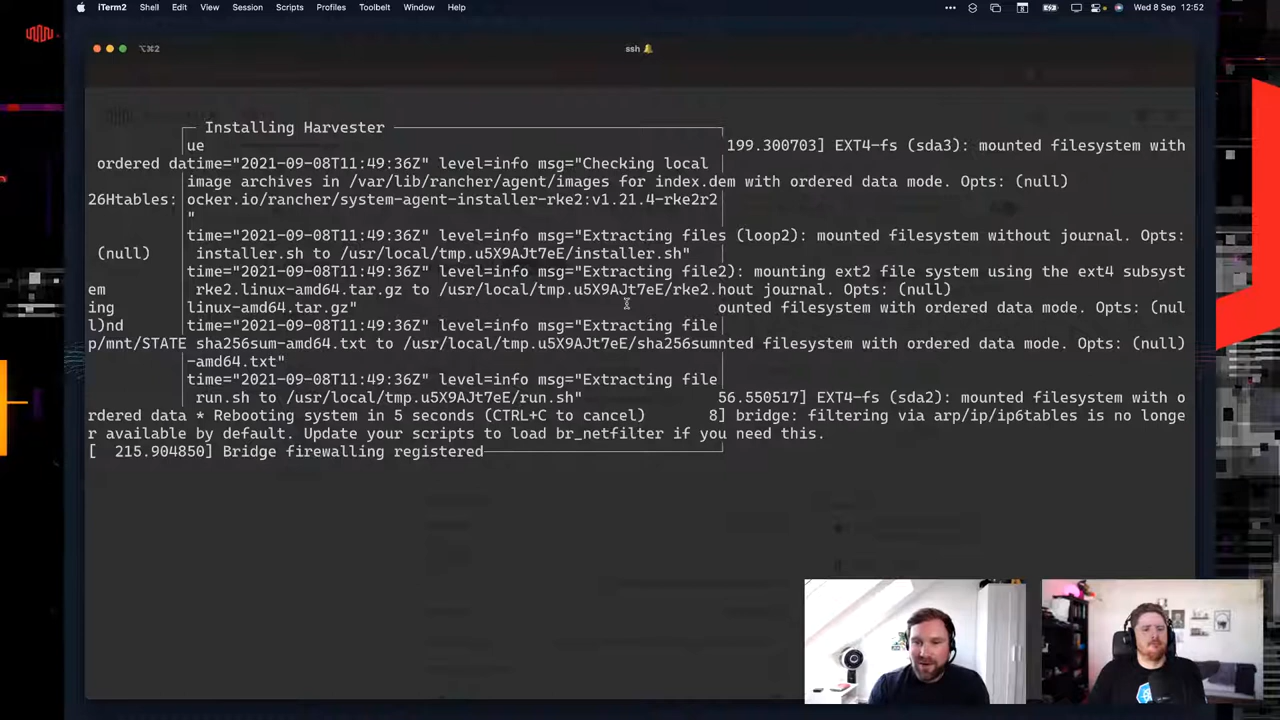 iTerm2 Shell Edit View Session Scripts Profiles Toolbelt Window Help ••• 8 Wed 8 Sep 12:52
⌥⌘2 ssh 🔔
┌─ Installing Harvester ─┐
ue 199.300703] EXT4-fs (sda3): mounted filesystem with
ordered datime="2021-09-08T11:49:36Z" level=info msg="Checking local
image archives in /var/lib/rancher/agent/images for index.dem with ordered data mode. Opts: (null)
26Htables: ocker.io/rancher/system-agent-installer-rke2:v1.21.4-rke2r2
"
time="2021-09-08T11:49:36Z" level=info msg="Extracting files (loop2): mounted filesystem without journal. Opts:
(null) installer.sh to /usr/local/tmp.u5X9AJt7eE/installer.sh"
time="2021-09-08T11:49:36Z" level=info msg="Extracting file2): mounting ext2 file system using the ext4 subsyst
em rke2.linux-amd64.tar.gz to /usr/local/tmp.u5X9AJt7eE/rke2.hout journal. Opts: (null)
ing linux-amd64.tar.gz" ounted filesystem with ordered data mode. Opts: (nul
l)nd time="2021-09-08T11:49:36Z" level=info msg="Extracting file
p/mnt/STATE sha256sum-amd64.txt to /usr/local/tmp.u5X9AJt7eE/sha256sumnted filesystem with ordered data mode. Opts: (null)
-amd64.txt"
time="2021-09-08T11:49:36Z" level=info msg="Extracting file
run.sh to /usr/local/tmp.u5X9AJt7eE/run.sh" 56.550517] EXT4-fs (sda2): mounted filesystem with o
rdered data * Rebooting system in 5 seconds (CTRL+C to cancel) 8] bridge: filtering via arp/ip/ip6tables is no longe
r available by default. Update your scripts to load br_netfilter if you need this.
[ 215.904850] Bridge firewalling registered